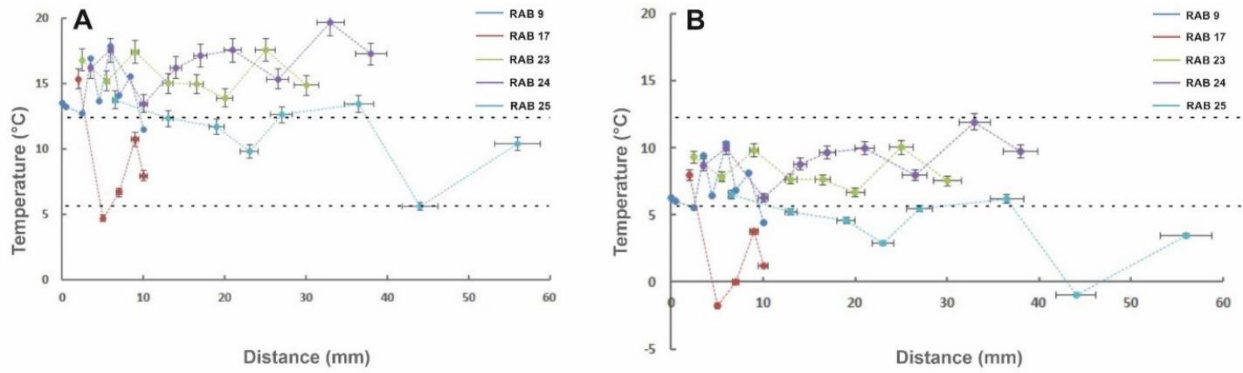 A
RAB 9
RAB 17
RAB 23
RAB 24
RAB 25
Temperature (°C)
20
15
10
5
0
0 10 20 30 40 50 60
Distance (mm)
B
RAB 9
RAB 17
RAB 23
RAB 24
RAB 25
Temperature (°C)
20
15
10
5
0
-5
0 10 20 30 40 50 60
Distance (mm)